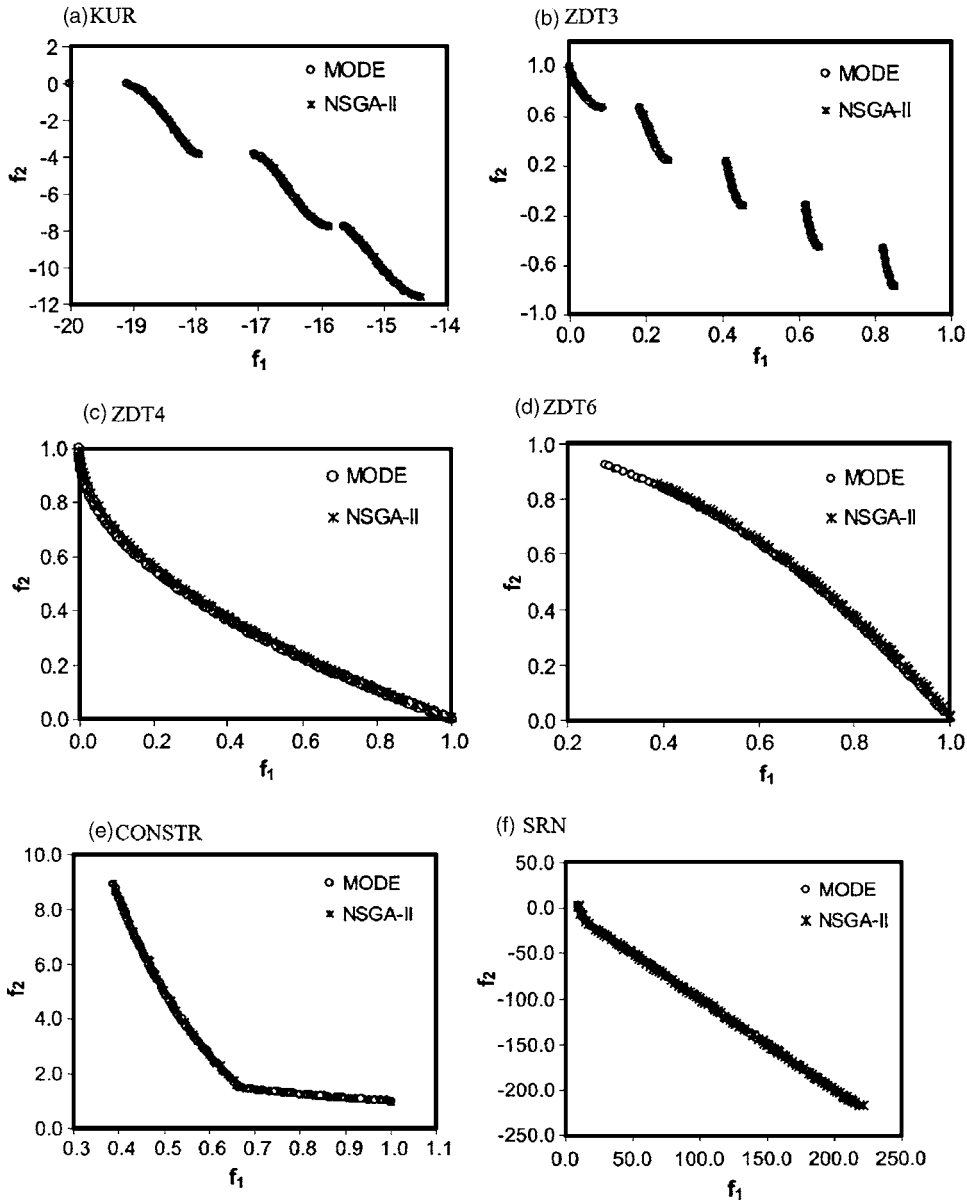 (a) KUR
2
0
-2
-4
-6
-8
-10
-12
f2
-20
-19
-18
-17
-16
-15
-14
f1
MODE
NSGA-II
(b) ZDT3
1.0
0.6
0.2
-0.2
-0.6
-1.0
f2
0.0
0.2
0.4
0.6
0.8
1.0
f1
MODE
NSGA-II
(c) ZDT4
1.0
0.8
0.6
0.4
0.2
0.0
f2
0.0
0.2
0.4
0.6
0.8
1.0
f1
MODE
NSGA-II
(d) ZDT6
1.0
0.8
0.6
0.4
0.2
0.0
f2
0.2
0.4
0.6
0.8
1.0
f1
MODE
NSGA-II
(e) CONSTR
10.0
8.0
6.0
4.0
2.0
0.0
f2
0.3
0.4
0.5
0.6
0.7
0.8
0.9
1.0
1.1
f1
MODE
NSGA-II
(f) SRN
50.0
0.0
-50.0
-100.0
-150.0
-200.0
-250.0
f2
0.0
50.0
100.0
150.0
200.0
250.0
f1
MODE
NSGA-II